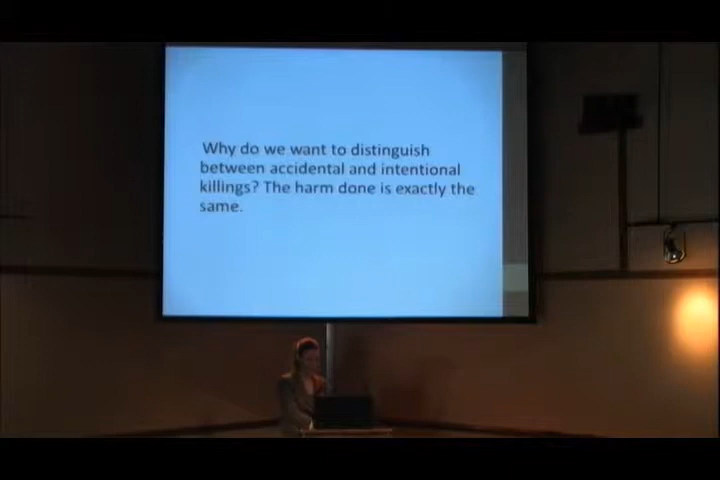 Why do we want to distinguish
between accidental and intentional
killings? The harm done is exactly the
same.